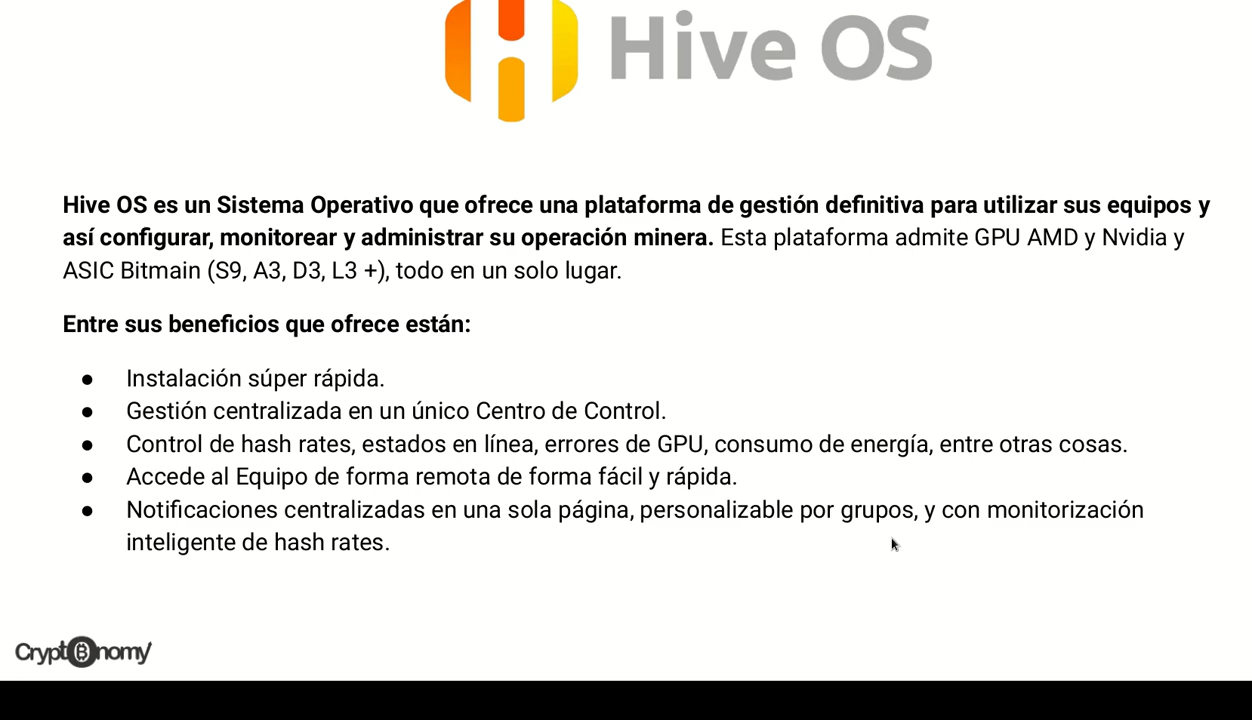 Hive OS
Hive OS es un Sistema Operativo que ofrece una plataforma de gestión definitiva para utilizar sus equipos y
así configurar, monitorear y administrar su operación minera. Esta plataforma admite GPU AMD y Nvidia y
ASIC Bitmain (S9, A3, D3, L3 +), todo en un solo lugar.
Entre sus beneficios que ofrece están:
● Instalación súper rápida.
● Gestión centralizada en un único Centro de Control.
● Control de hash rates, estados en línea, errores de GPU, consumo de energía, entre otras cosas.
● Accede al Equipo de forma remota de forma fácil y rápida.
● Notificaciones centralizadas en una sola página, personalizable por grupos, y con monitorización
inteligente de hash rates.
Cryptonomy